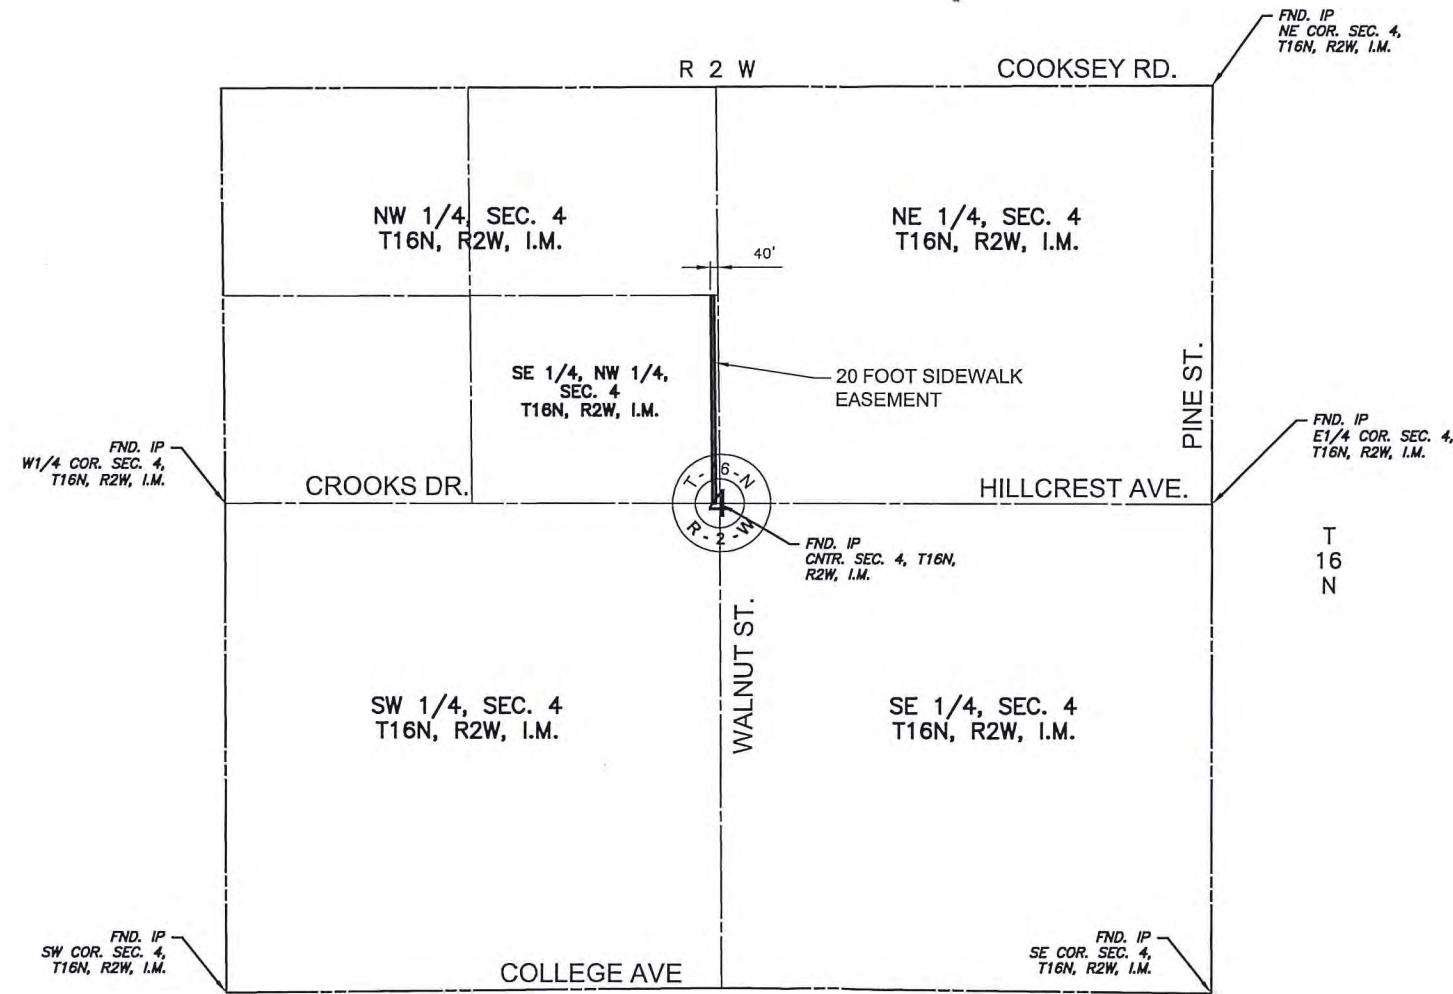 FND. IP
NE COR. SEC. 4,
T16N, R2W, I.M.
R 2 W
COOKSEY RD.
NW 1/4, SEC. 4
T16N, R2W, I.M.
NE 1/4, SEC. 4
T16N, R2W, I.M.
40'
SE 1/4, NW 1/4,
SEC. 4
T16N, R2W, I.M.
20 FOOT SIDEWALK
EASEMENT
PINE ST.
FND. IP
W1/4 COR. SEC. 4,
T16N, R2W, I.M.
FND. IP
E1/4 COR. SEC. 4,
T16N, R2W, I.M.
CROOKS DR.
HILLCREST AVE.
T - 6 - N
4
R - 2 - W
FND. IP
CNTR. SEC. 4, T16N,
R2W, I.M.
T
16
N
WALNUT ST.
SW 1/4, SEC. 4
T16N, R2W, I.M.
SE 1/4, SEC. 4
T16N, R2W, I.M.
FND. IP
SW COR. SEC. 4,
T16N, R2W, I.M.
FND. IP
SE COR. SEC. 4,
T16N, R2W, I.M.
COLLEGE AVE